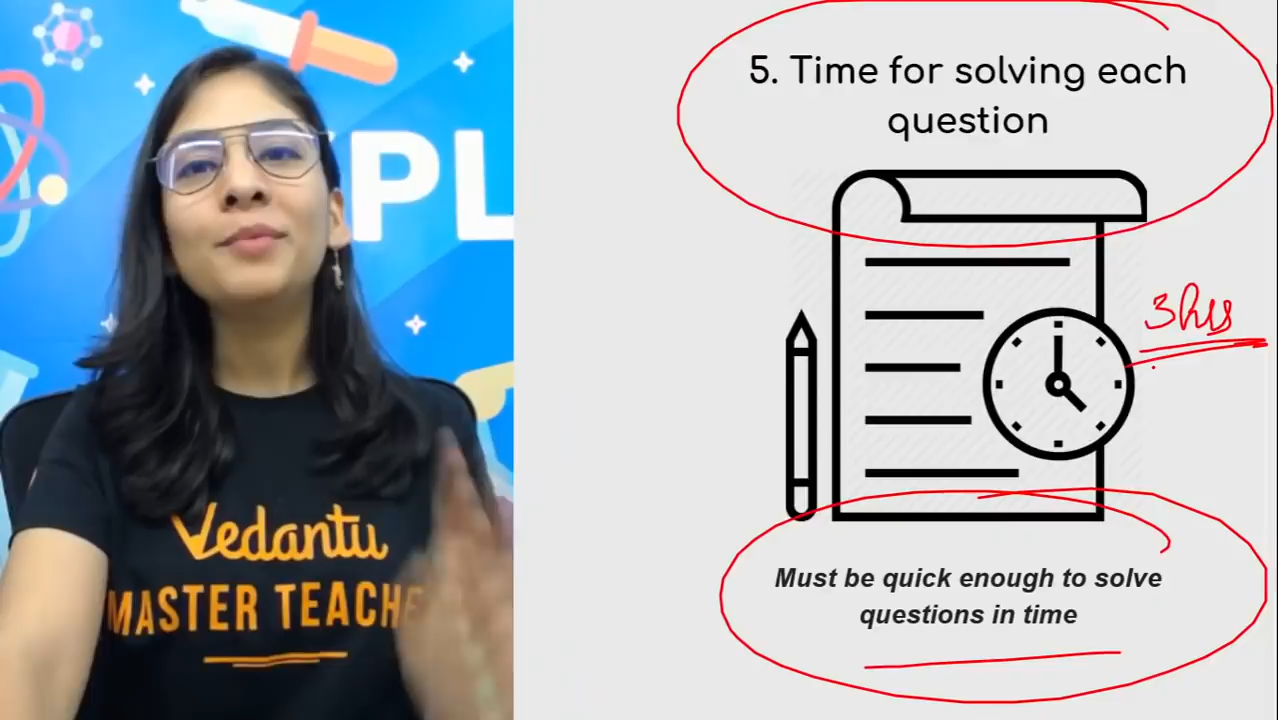 PL
Vedantu
MASTER TEACHE
5. Time for solving each
question
3hrs
Must be quick enough to solve
questions in time